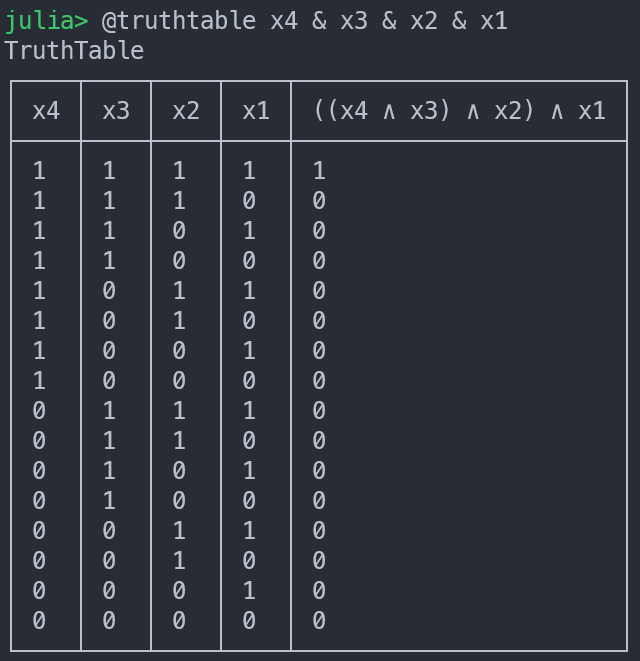 julia> @truthtable x4 & x3 & x2 & x1
TruthTable
x4 x3 x2 x1 ((x4 ∧ x3) ∧ x2) ∧ x1
1 1 1 1 1
1 1 1 0 0
1 1 0 1 0
1 1 0 0 0
1 0 1 1 0
1 0 1 0 0
1 0 0 1 0
1 0 0 0 0
0 1 1 1 0
0 1 1 0 0
0 1 0 1 0
0 1 0 0 0
0 0 1 1 0
0 0 1 0 0
0 0 0 1 0
0 0 0 0 0